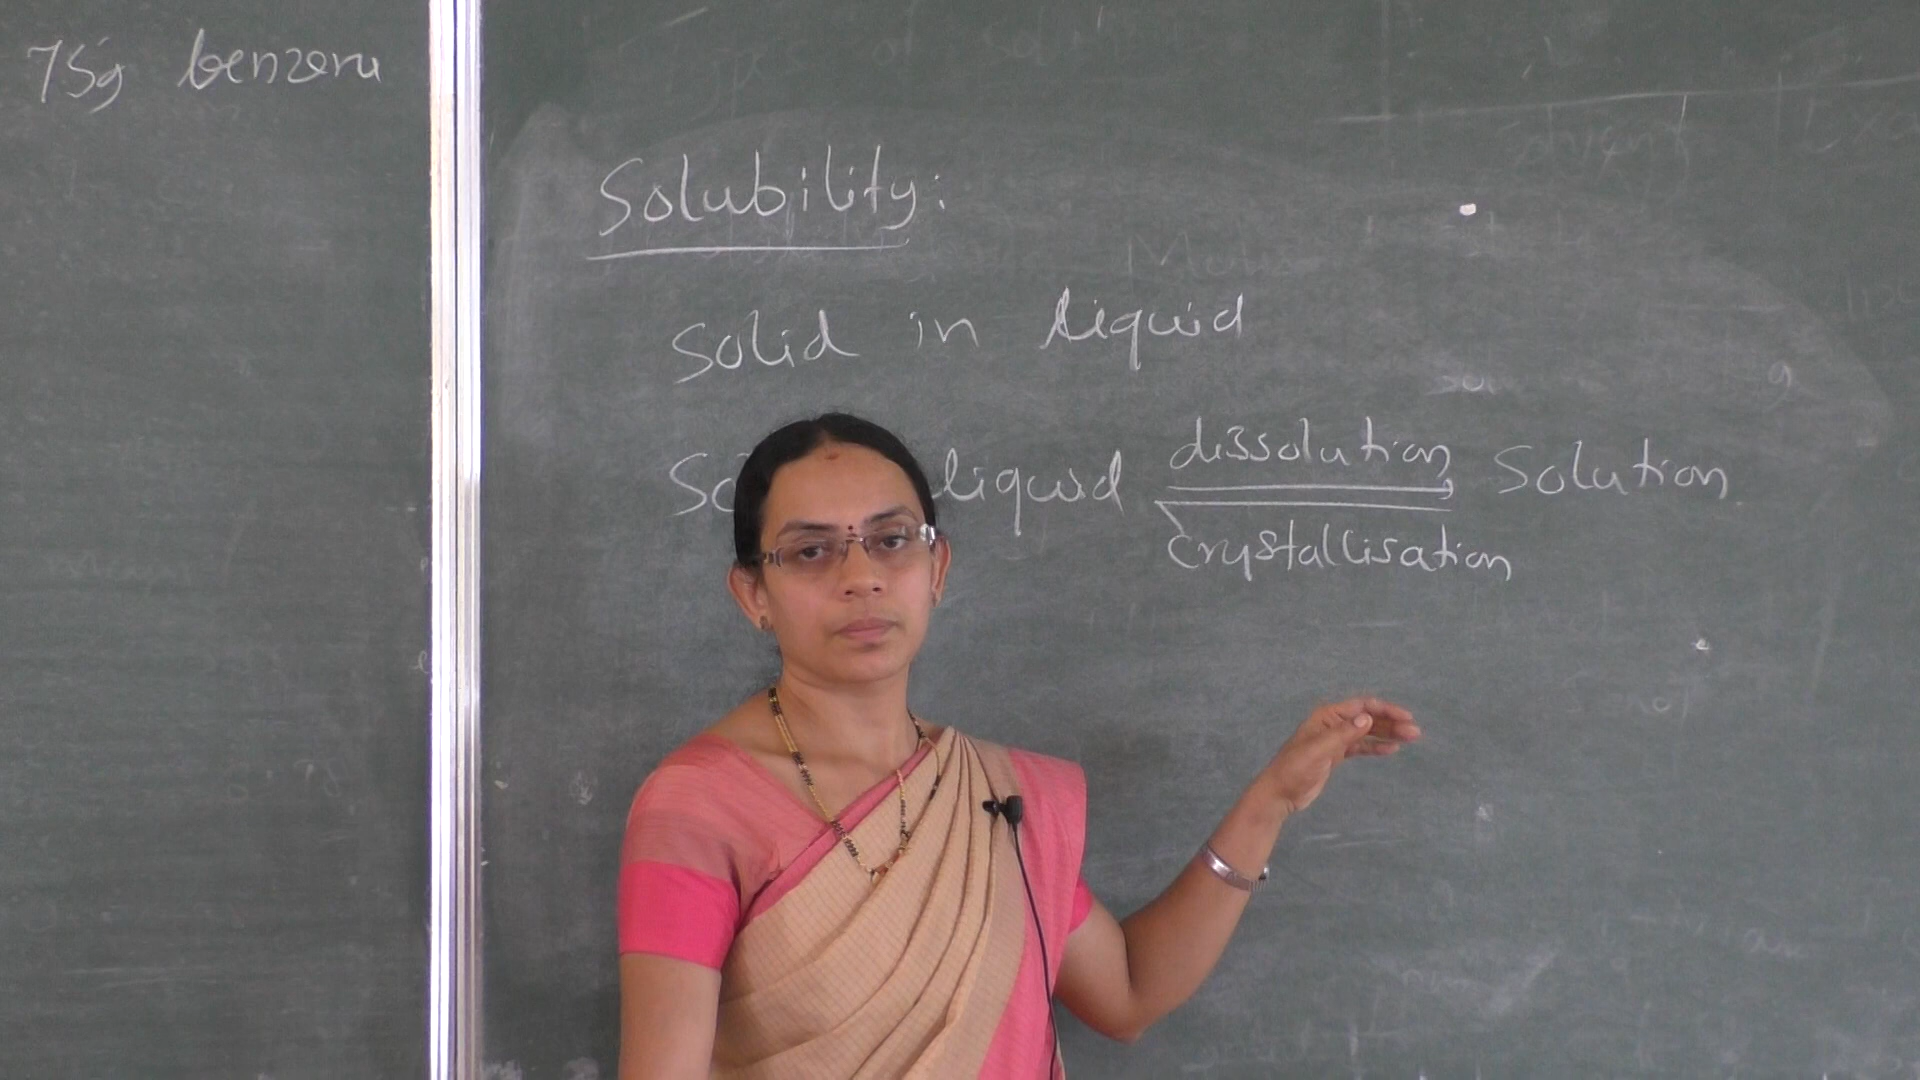 75g benzene
Solubility:
Solid in liquid
liquid dissolution Solution
crystallisation